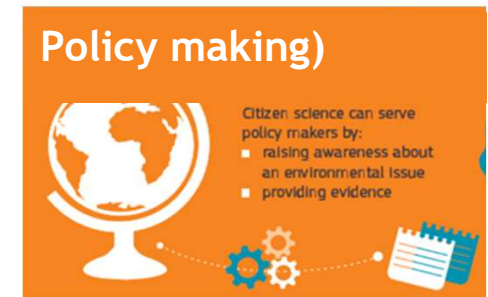 Policy making)
Citizen science can serve
policy makers by:
raising awareness about
an environmental issue
providing evidence